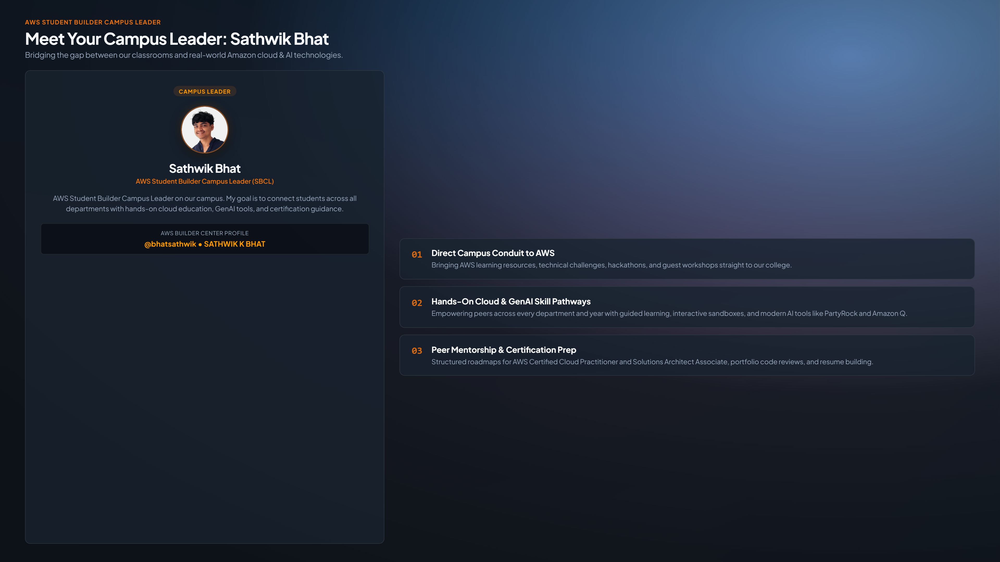 AWS STUDENT BUILDER CAMPUS LEADER
Meet Your Campus Leader: Sathwik Bhat
Bridging the gap between our classrooms and real-world Amazon cloud & AI technologies.
CAMPUS LEADER
Sathwik Bhat
AWS Student Builder Campus Leader (SBCL)
AWS Student Builder Campus Leader on our campus. My goal is to connect students across all
departments with hands-on cloud education, GenAI tools, and certification guidance.
AWS BUILDER CENTER PROFILE
@bhatsathwik • SATHWIK K BHAT
01
Direct Campus Conduit to AWS
Bringing AWS learning resources, technical challenges, hackathons, and guest workshops straight to our college.
02
Hands-On Cloud & GenAI Skill Pathways
Empowering peers across every department and year with guided learning, interactive sandboxes, and modern AI tools like PartyRock and Amazon Q.
03
Peer Mentorship & Certification Prep
Structured roadmaps for AWS Certified Cloud Practitioner and Solutions Architect Associate, portfolio code reviews, and resume building.